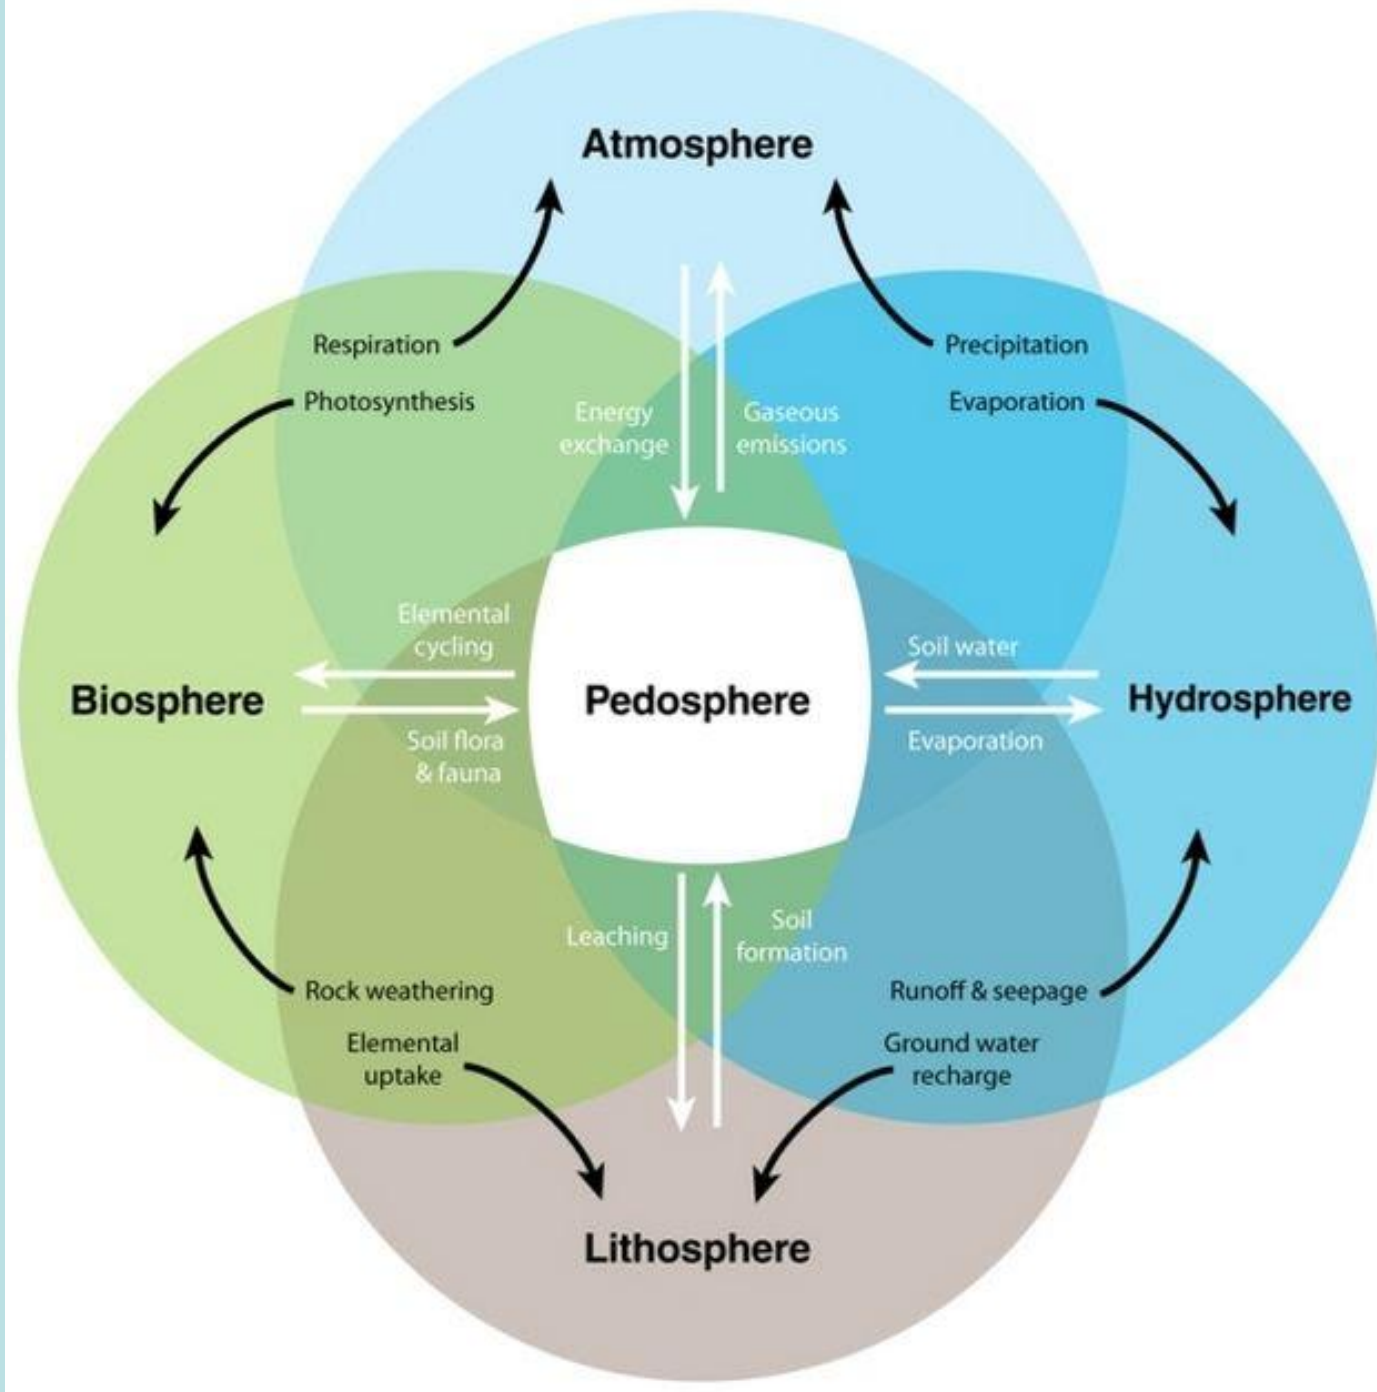 Atmosphere
Respiration
Precipitation
Photosynthesis
Evaporation
Energy
exchange
Gaseous
emissions
Elemental
cycling
Soil water
Biosphere
Pedosphere
Hydrosphere
Soil flora
& fauna
Evaporation
Leaching
Soil
formation
Rock weathering
Runoff & seepage
Elemental
uptake
Ground water
recharge
Lithosphere